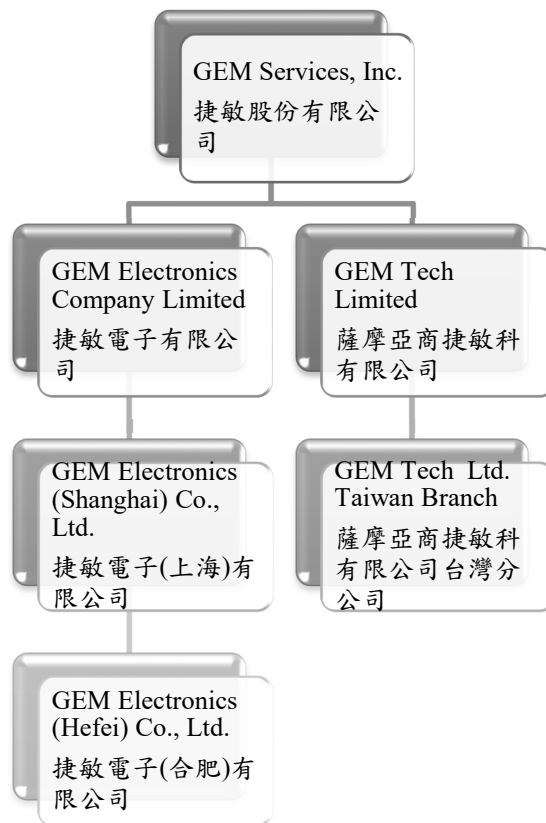 GEM Services, Inc.
捷敏股份有限公
司
GEM Electronics
Company Limited
捷敏電子有限公
司
GEM Tech
Limited
薩摩亞商捷敏科
有限公司
GEM Electronics
(Shanghai) Co.,
Ltd.
捷敏電子(上海)有
限公司
GEM Tech Ltd.
Taiwan Branch
薩摩亞商捷敏科
有限公司台灣分
公司
GEM Electronics
(Hefei) Co., Ltd.
捷敏電子(合肥)有
限公司